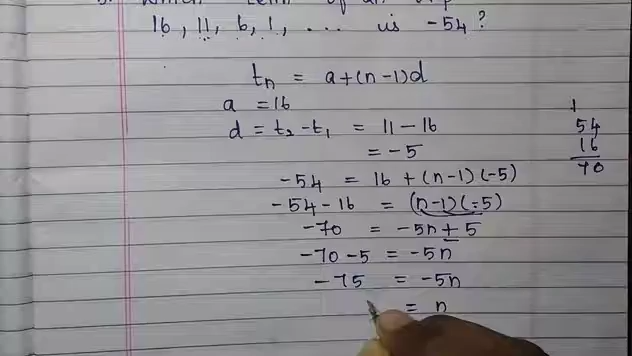 16, 11, 6, 1, ... is -54?
tn = a+(n-1)d
a = 16
d = t2-t1 = 11-16
= -5
-54 = 16+(n-1)(-5)
-54-16 = (n-1)(-5)
-70 = -5n+5
-70-5 = -5n
-75 = -5n
= n
1
54
16
70